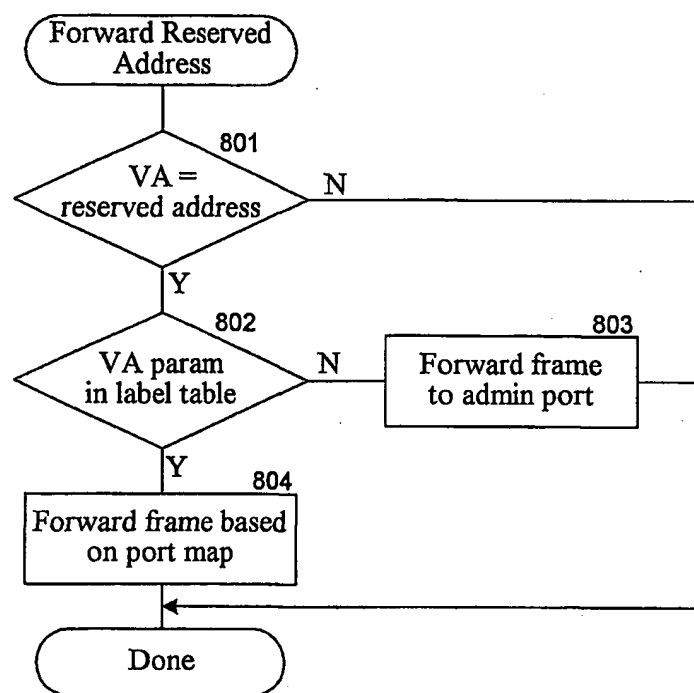 Forward Reserved
Address
801
VA =
reserved address
N
Y
802
VA param
in label table
N
803
Forward frame
to admin port
Y
804
Forward frame based
on port map
Done